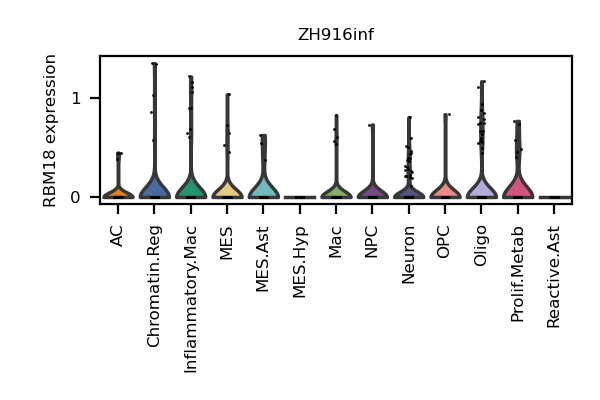 ZH916inf
RBM18 expression
1
0
AC
Chromatin.Reg
Inflammatory.Mac
MES
MES.Ast
MES.Hyp
Mac
NPC
Neuron
OPC
Oligo
Prolif.Metab
Reactive.Ast